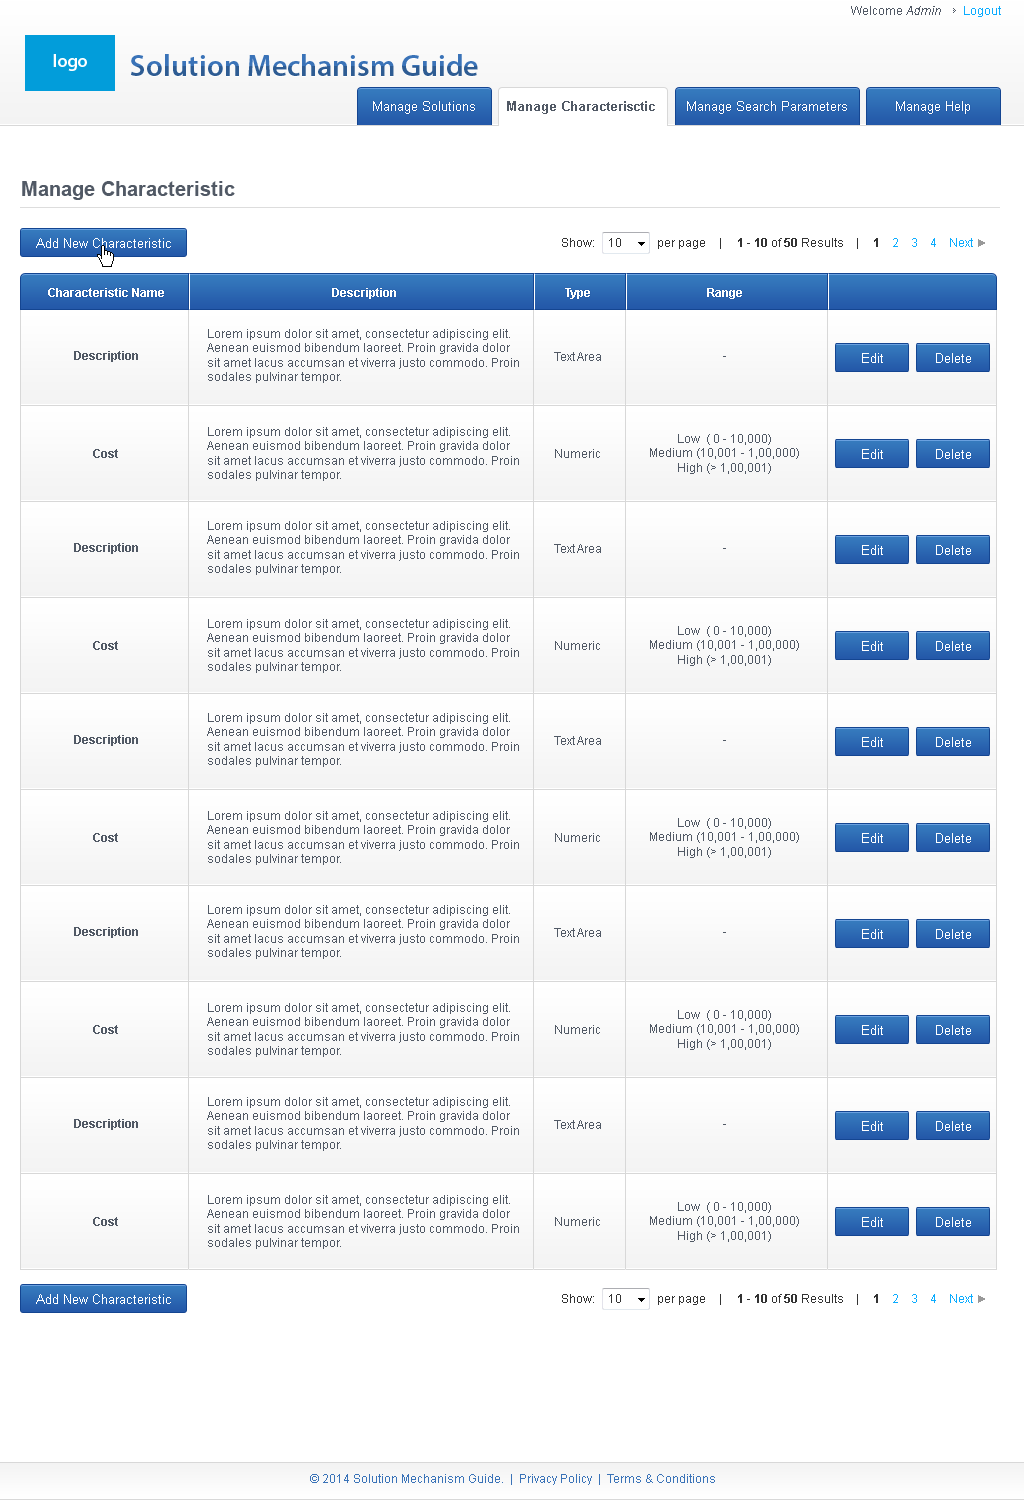 Welcome Admin › Logout
logo
Solution Mechanism Guide
Manage Solutions Manage Characterisctic Manage Search Parameters Manage Help
Manage Characteristic
Add New Characteristic Show: 10 per page | 1 - 10 of 50 Results | 1 2 3 4 Next
Characteristic Name Description Type Range
Lorem ipsum dolor sit amet, consectetur adipiscing elit.
Aenean euismod bibendum laoreet. Proin gravida dolor
Description TextArea - Edit Delete
sit amet lacus accumsan et viverra justo commodo. Proin
sodales pulvinar tempor.
Lorem ipsum dolor sit amet, consectetur adipiscing elit. Low ( 0 - 10,000)
Aenean euismod bibendum laoreet. Proin gravida dolor Medium (10,001 - 1,00,000)
Cost Numeric Edit Delete
sit amet lacus accumsan et viverra justo commodo. Proin High (> 1,00,001)
sodales pulvinar tempor.
Lorem ipsum dolor sit amet, consectetur adipiscing elit.
Aenean euismod bibendum laoreet. Proin gravida dolor
Description TextArea - Edit Delete
sit amet lacus accumsan et viverra justo commodo. Proin
sodales pulvinar tempor.
Lorem ipsum dolor sit amet, consectetur adipiscing elit. Low ( 0 - 10,000)
Aenean euismod bibendum laoreet. Proin gravida dolor Medium (10,001 - 1,00,000)
Cost Numeric Edit Delete
sit amet lacus accumsan et viverra justo commodo. Proin High (> 1,00,001)
sodales pulvinar tempor.
Lorem ipsum dolor sit amet, consectetur adipiscing elit.
Aenean euismod bibendum laoreet. Proin gravida dolor
Description TextArea - Edit Delete
sit amet lacus accumsan et viverra justo commodo. Proin
sodales pulvinar tempor.
Lorem ipsum dolor sit amet, consectetur adipiscing elit. Low ( 0 - 10,000)
Aenean euismod bibendum laoreet. Proin gravida dolor Medium (10,001 - 1,00,000)
Cost Numeric Edit Delete
sit amet lacus accumsan et viverra justo commodo. Proin High (> 1,00,001)
sodales pulvinar tempor.
Lorem ipsum dolor sit amet, consectetur adipiscing elit.
Aenean euismod bibendum laoreet. Proin gravida dolor
Description TextArea - Edit Delete
sit amet lacus accumsan et viverra justo commodo. Proin
sodales pulvinar tempor.
Lorem ipsum dolor sit amet, consectetur adipiscing elit. Low ( 0 - 10,000)
Aenean euismod bibendum laoreet. Proin gravida dolor Medium (10,001 - 1,00,000)
Cost Numeric Edit Delete
sit amet lacus accumsan et viverra justo commodo. Proin High (> 1,00,001)
sodales pulvinar tempor.
Lorem ipsum dolor sit amet, consectetur adipiscing elit.
Aenean euismod bibendum laoreet. Proin gravida dolor
Description TextArea - Edit Delete
sit amet lacus accumsan et viverra justo commodo. Proin
sodales pulvinar tempor.
Lorem ipsum dolor sit amet, consectetur adipiscing elit. Low ( 0 - 10,000)
Aenean euismod bibendum laoreet. Proin gravida dolor Medium (10,001 - 1,00,000)
Cost Numeric Edit Delete
sit amet lacus accumsan et viverra justo commodo. Proin High (> 1,00,001)
sodales pulvinar tempor.
Add New Characteristic Show: 10 per page | 1 - 10 of 50 Results | 1 2 3 4 Next
© 2014 Solution Mechanism Guide. | Privacy Policy | Terms & Conditions